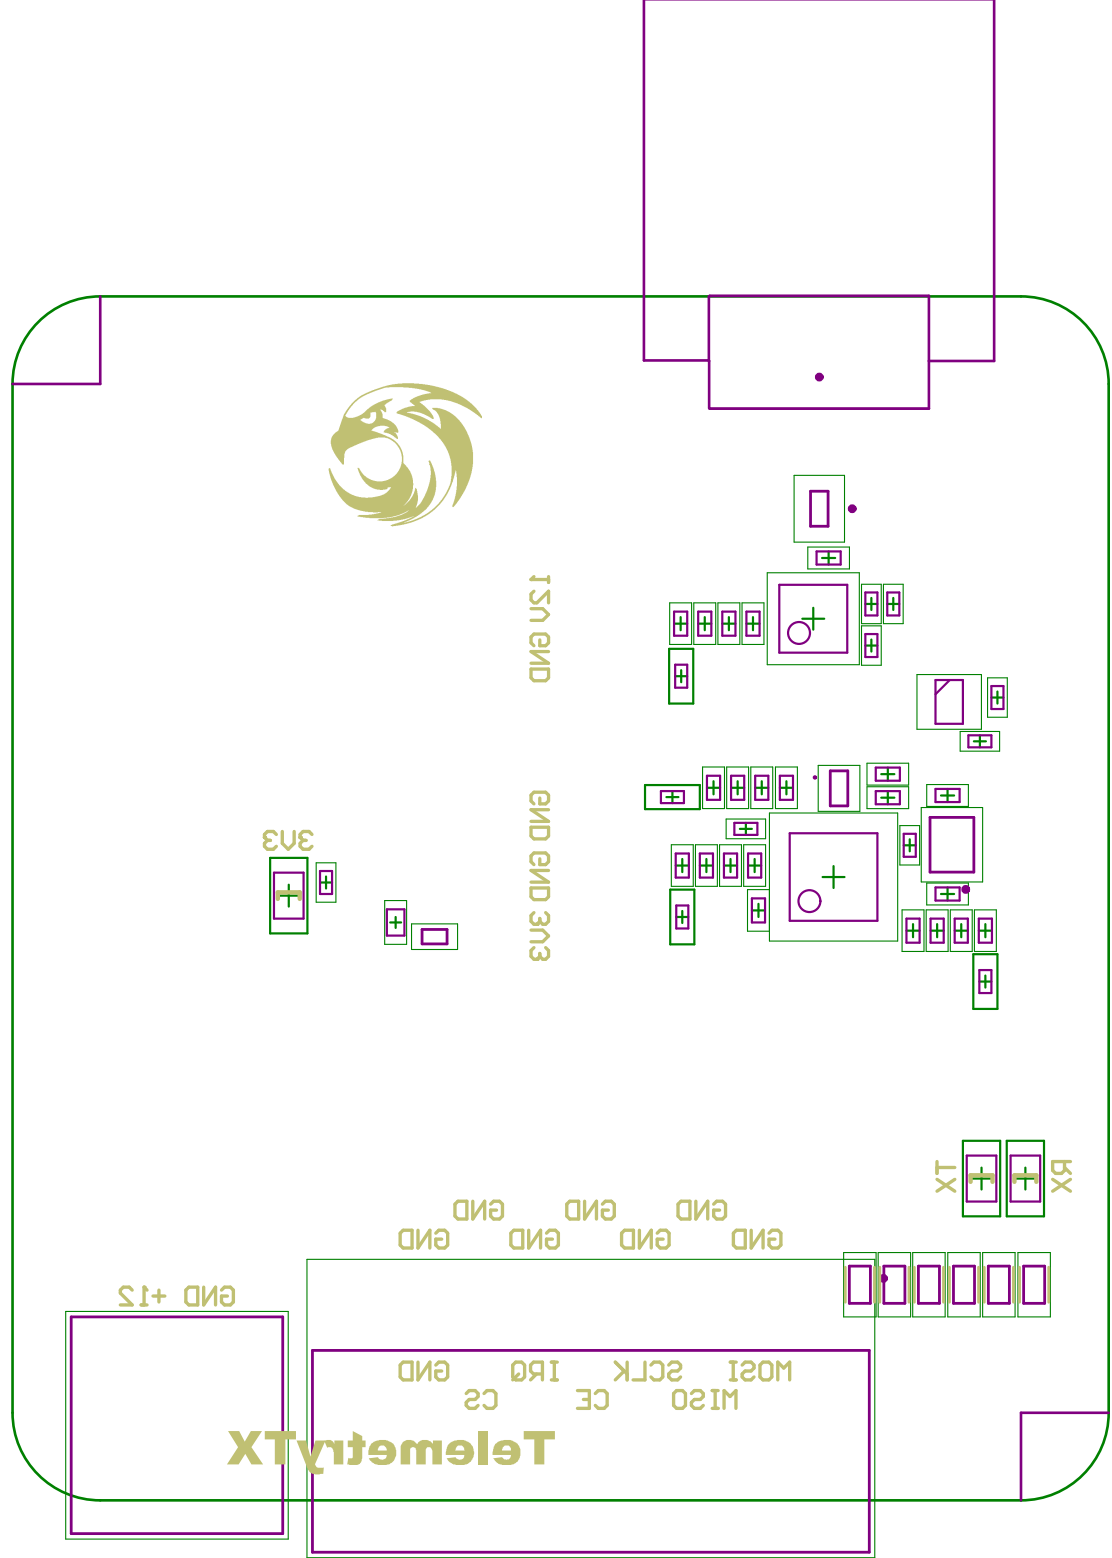 12V GND
GND GND 3V3
3V3
TX
RX
GND GND GND
GND GND GND GND
GND +12
MOSI SCLK IRQ GND
MISO CE CS
TelemetryTX